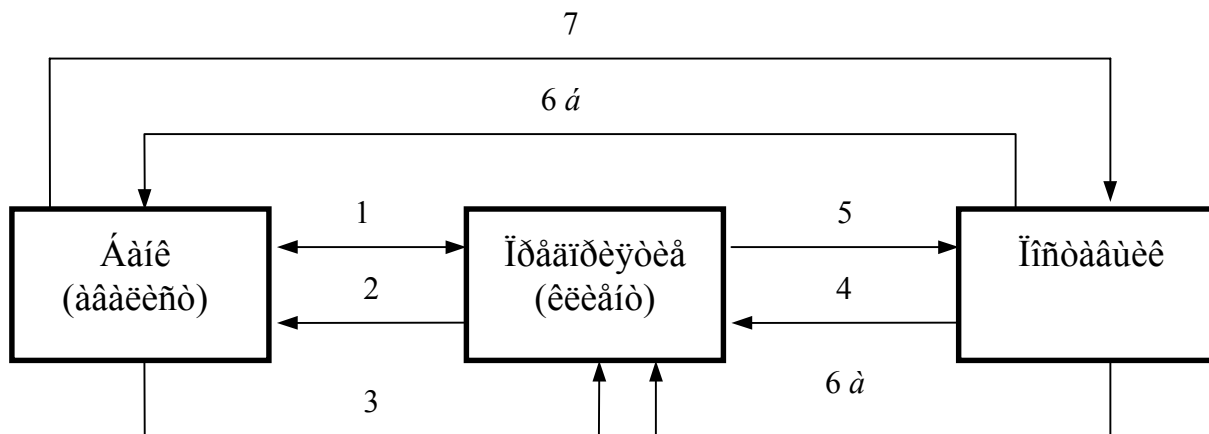 7
6 á
1
5
Áàíê
(àâàëèñò)
Ïðåäïðèÿòèå
(êëèåíò)
Ïîñòàâùèê
2
4
3
6 à